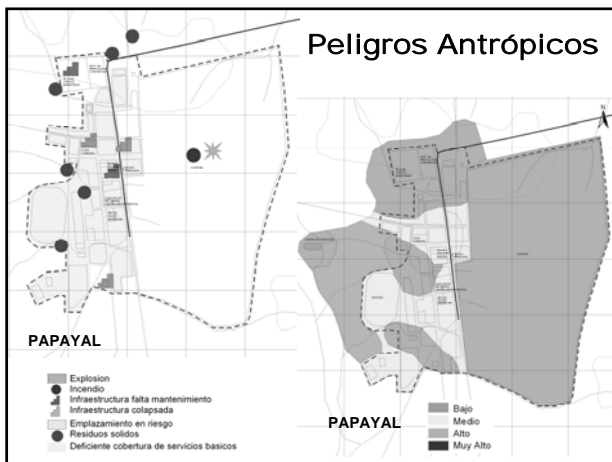 Peligros Antrópicos
PAPAYAL
Explosion
Incendio
Infraestructura falta mantenimiento
Infraestructura colapsada
Emplazamiento en riesgo
Residuos solidos
Deficiente cobertura de servicios basicos
N
PAPAYAL
Bajo
Medio
Alto
Muy Alto